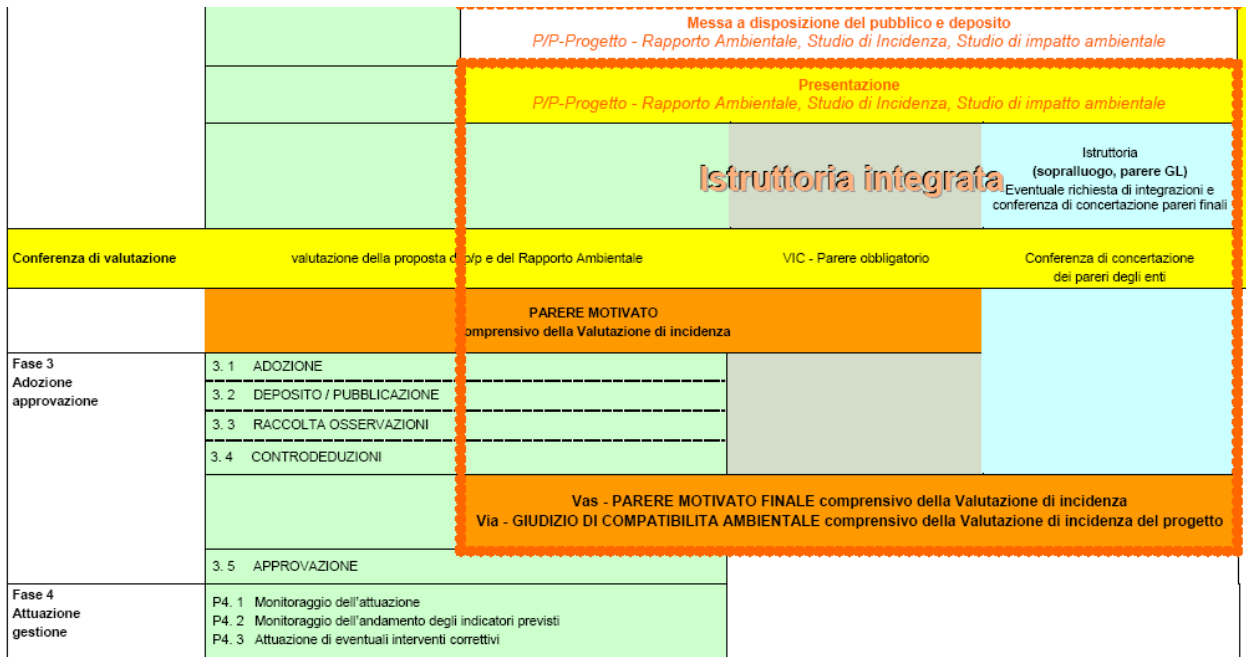 Messa a disposizione del pubblico e deposito
P/P-Progetto - Rapporto Ambientale, Studio di Incidenza, Studio di impatto ambientale
Presentazione
P/P-Progetto - Rapporto Ambientale, Studio di Incidenza, Studio di impatto ambientale
Istruttoria integrata
Istruttoria
(sopralluogo, parere GL)
Eventuale richiesta di integrazioni e
conferenza di concertazione pareri finali
Conferenza di valutazione
valutazione della proposta di p/p e del Rapporto Ambientale
VIC - Parere obbligatorio
Conferenza di concertazione
dei pareri degli enti
PARERE MOTIVATO
comprensivo della Valutazione di incidenza
Fase 3
Adozione
approvazione
3. 1 ADOZIONE
3. 2 DEPOSITO / PUBBLICAZIONE
3. 3 RACCOLTA OSSERVAZIONI
3. 4 CONTRODEDUZIONI
Vas - PARERE MOTIVATO FINALE comprensivo della Valutazione di incidenza
Via - GIUDIZIO DI COMPATIBILITA AMBIENTALE comprensivo della Valutazione di incidenza del progetto
3. 5 APPROVAZIONE
Fase 4
Attuazione
gestione
P4. 1 Monitoraggio dell'attuazione
P4. 2 Monitoraggio dell'andamento degli indicatori previsti
P4. 3 Attuazione di eventuali interventi correttivi